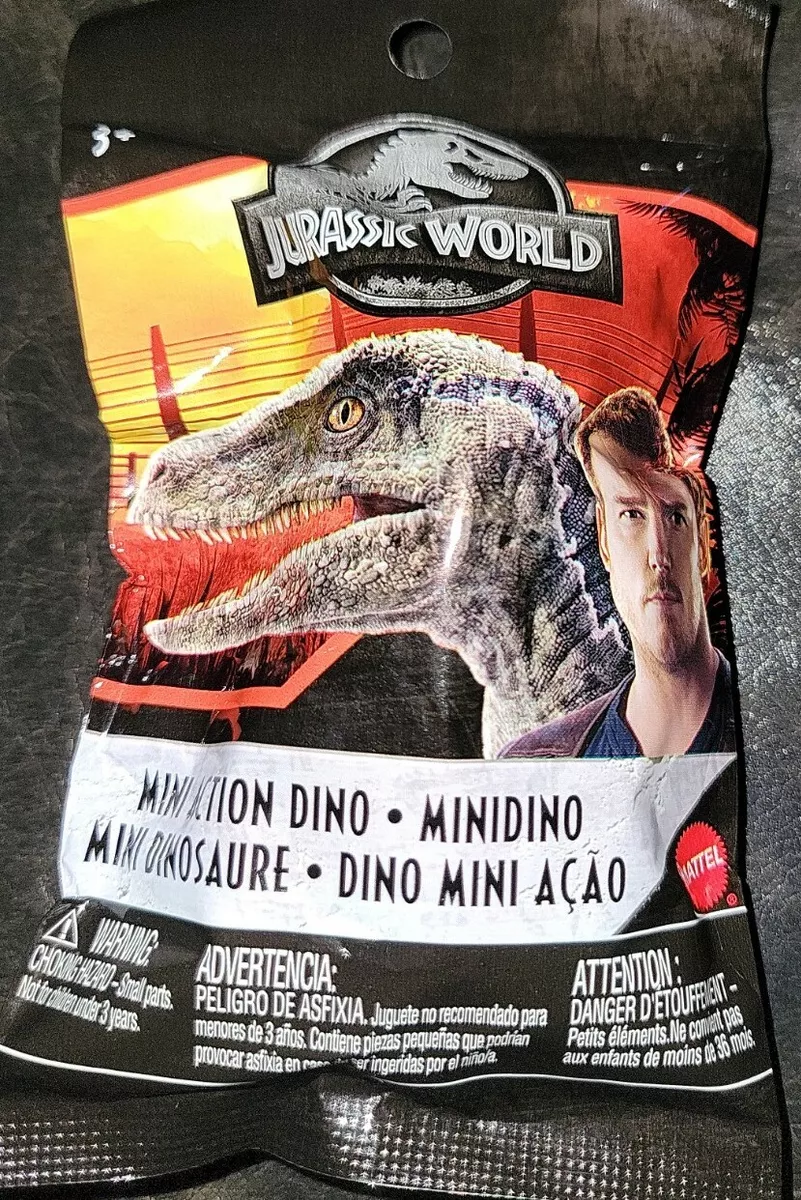 3+
JURASSIC WORLD
MINI ACTION DINO • MINIDINO
MINI DINOSAURE • DINO MINI AÇÃO
MATTEL
®
WARNING:
CHOKING HAZARD – Small parts.
Not for children under 3 years.
ADVERTENCIA:
PELIGRO DE ASFIXIA. Juguete no recomendado para
menores de 3 años. Contiene piezas pequeñas que podrían
provocar asfixia en ser ingeridas por el niño/a.
ATTENTION :
DANGER D'ÉTOUFFEMENT –
Petits éléments. Ne convient pas
aux enfants de moins de 36 mois.